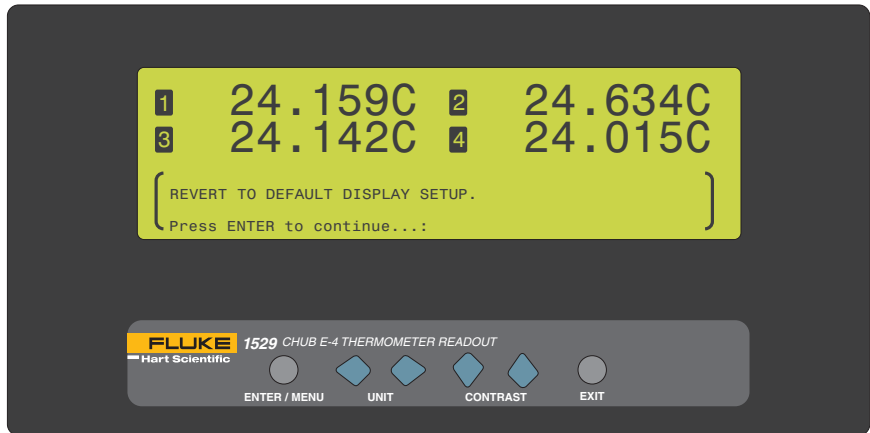 1 24.159C 2 24.634C
3 24.142C 4 24.015C
REVERT TO DEFAULT DISPLAY SETUP.
Press ENTER to continue...:
FLUKE 1529 CHUB E-4 THERMOMETER READOUT
Hart Scientific
ENTER / MENU UNIT CONTRAST EXIT